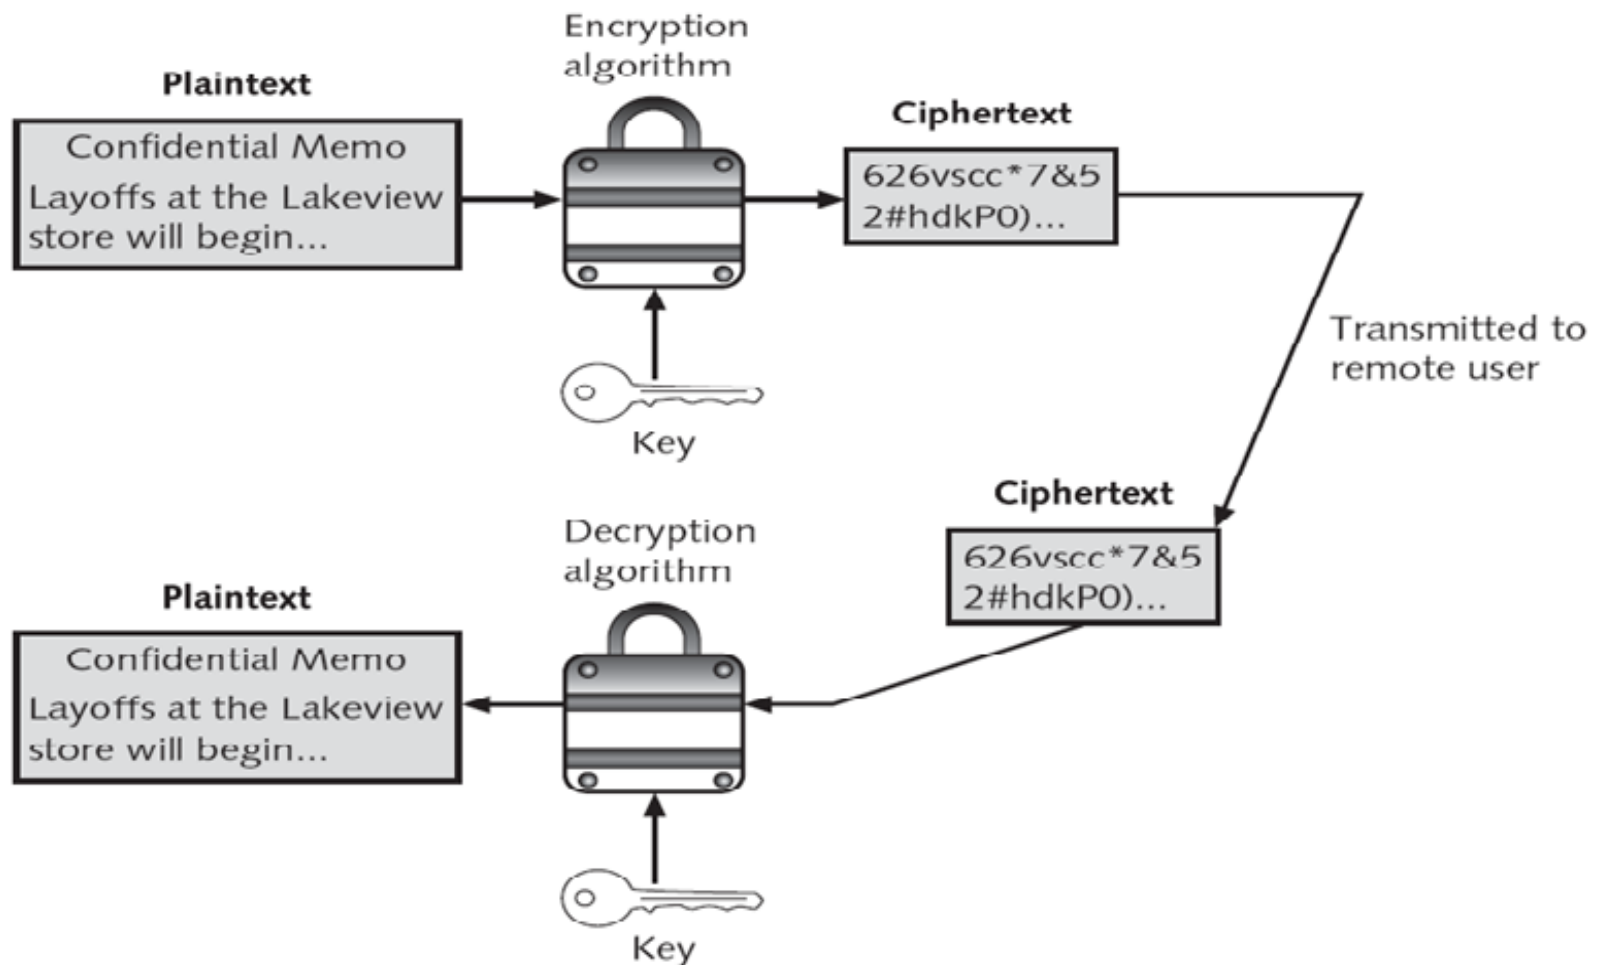 Encryption
algorithm
Plaintext
Confidential Memo
Layoffs at the Lakeview
store will begin...
Ciphertext
626vscc*7&5
2#hdkP0)...
Key
Transmitted to
remote user
Ciphertext
626vscc*7&5
2#hdkP0)...
Decryption
algorithm
Plaintext
Confidential Memo
Layoffs at the Lakeview
store will begin...
Key